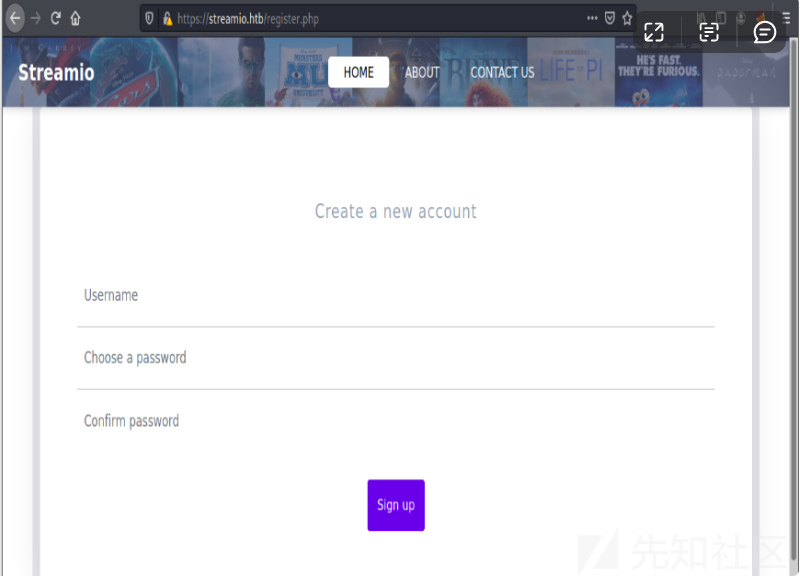 https://streamio.htb/register.php
Streamio
HOME
ABOUT
CONTACT US
MONSTERS
LIFE OF PI
HE'S FAST.
THEY'RE FURIOUS.
Create a new account
Username
Choose a password
Confirm password
Sign up
先知社区